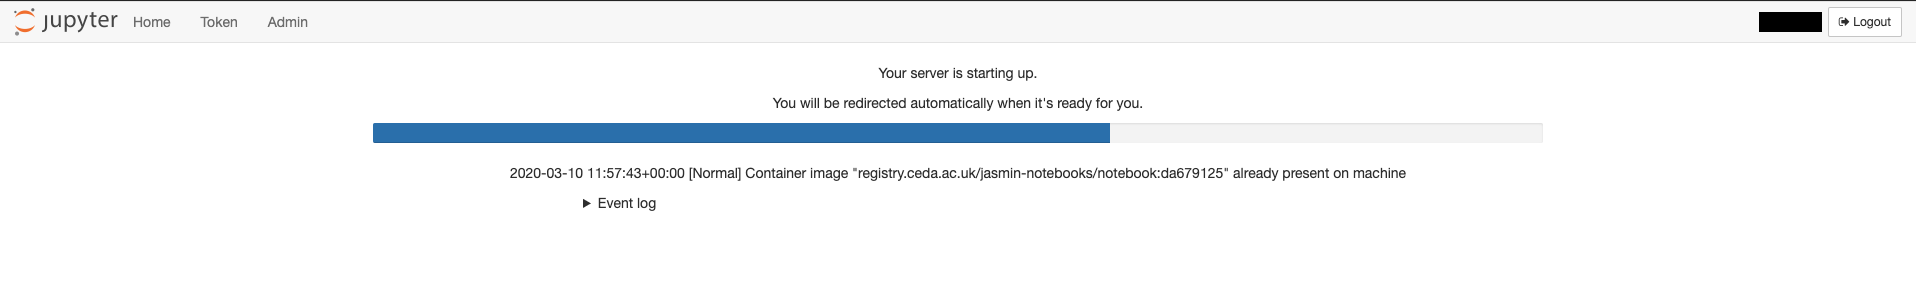 jupyter Home Token Admin Logout
Your server is starting up.
You will be redirected automatically when it's ready for you.
2020-03-10 11:57:43+00:00 [Normal] Container image "registry.ceda.ac.uk/jasmin-notebooks/notebook:da679125" already present on machine
Event log